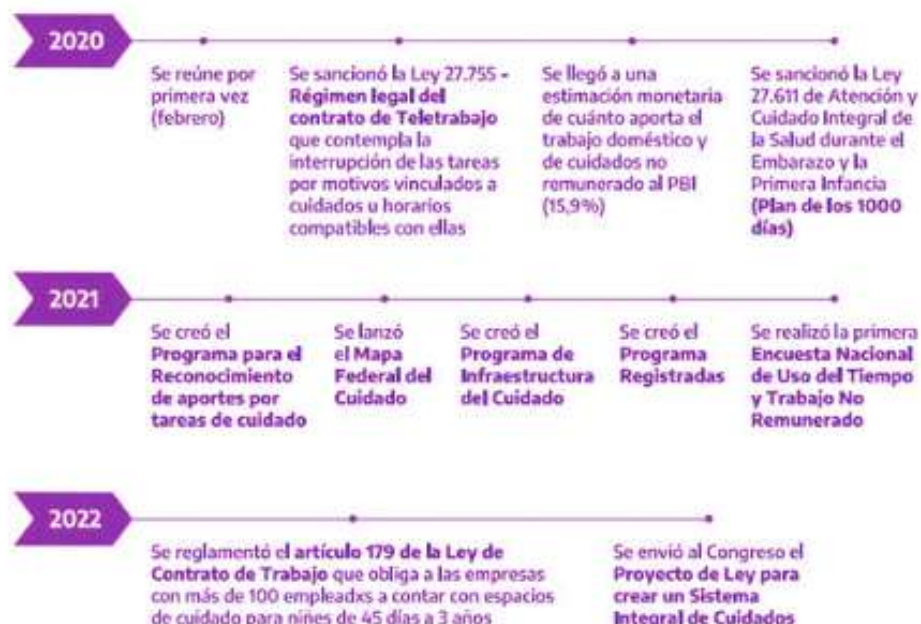 2020
Se reúne por
primera vez
(febrero)
Se sancionó la Ley 27.755 -
Régimen legal del
contrato de Teletrabajo
que contempla la
interrupción de las tareas
por motivos vinculados a
cuidados u horarios
compatibles con ellas
Se llegó a una
estimación monetaria
de cuánto aporta el
trabajo doméstico y
de cuidados no
remunerado al PBI
(15,9%)
Se sancionó la Ley
27.611 de Atención y
Cuidado Integral de
la Salud durante el
Embarazo y la
Primera Infancia
(Plan de los 1000
días)
2021
Se creó el
Programa para el
Reconocimiento
de aportes por
tareas de cuidado
Se lanzó
el Mapa
Federal del
Cuidado
Se creó el
Programa de
Infraestructura
del Cuidado
Se creó el
Programa
Registradas
Se realizó la primera
Encuesta Nacional
de Uso del Tiempo
y Trabajo No
Remunerado
2022
Se reglamentó el artículo 179 de la Ley de
Contrato de Trabajo que obliga a las empresas
con más de 100 empleadxs a contar con espacios
de cuidado para niñes de 45 días a 3 años
Se envió al Congreso el
Proyecto de Ley para
crear un Sistema
Integral de Cuidados